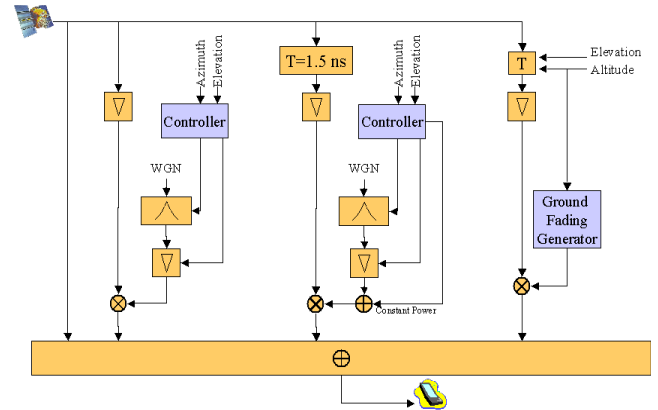 T=1.5 ns
T
Elevation
Altitude
Azimuth
Elevation
Azimuth
Elevation
Controller
Controller
WGN
WGN
Ground
Fading
Generator
Constant Power